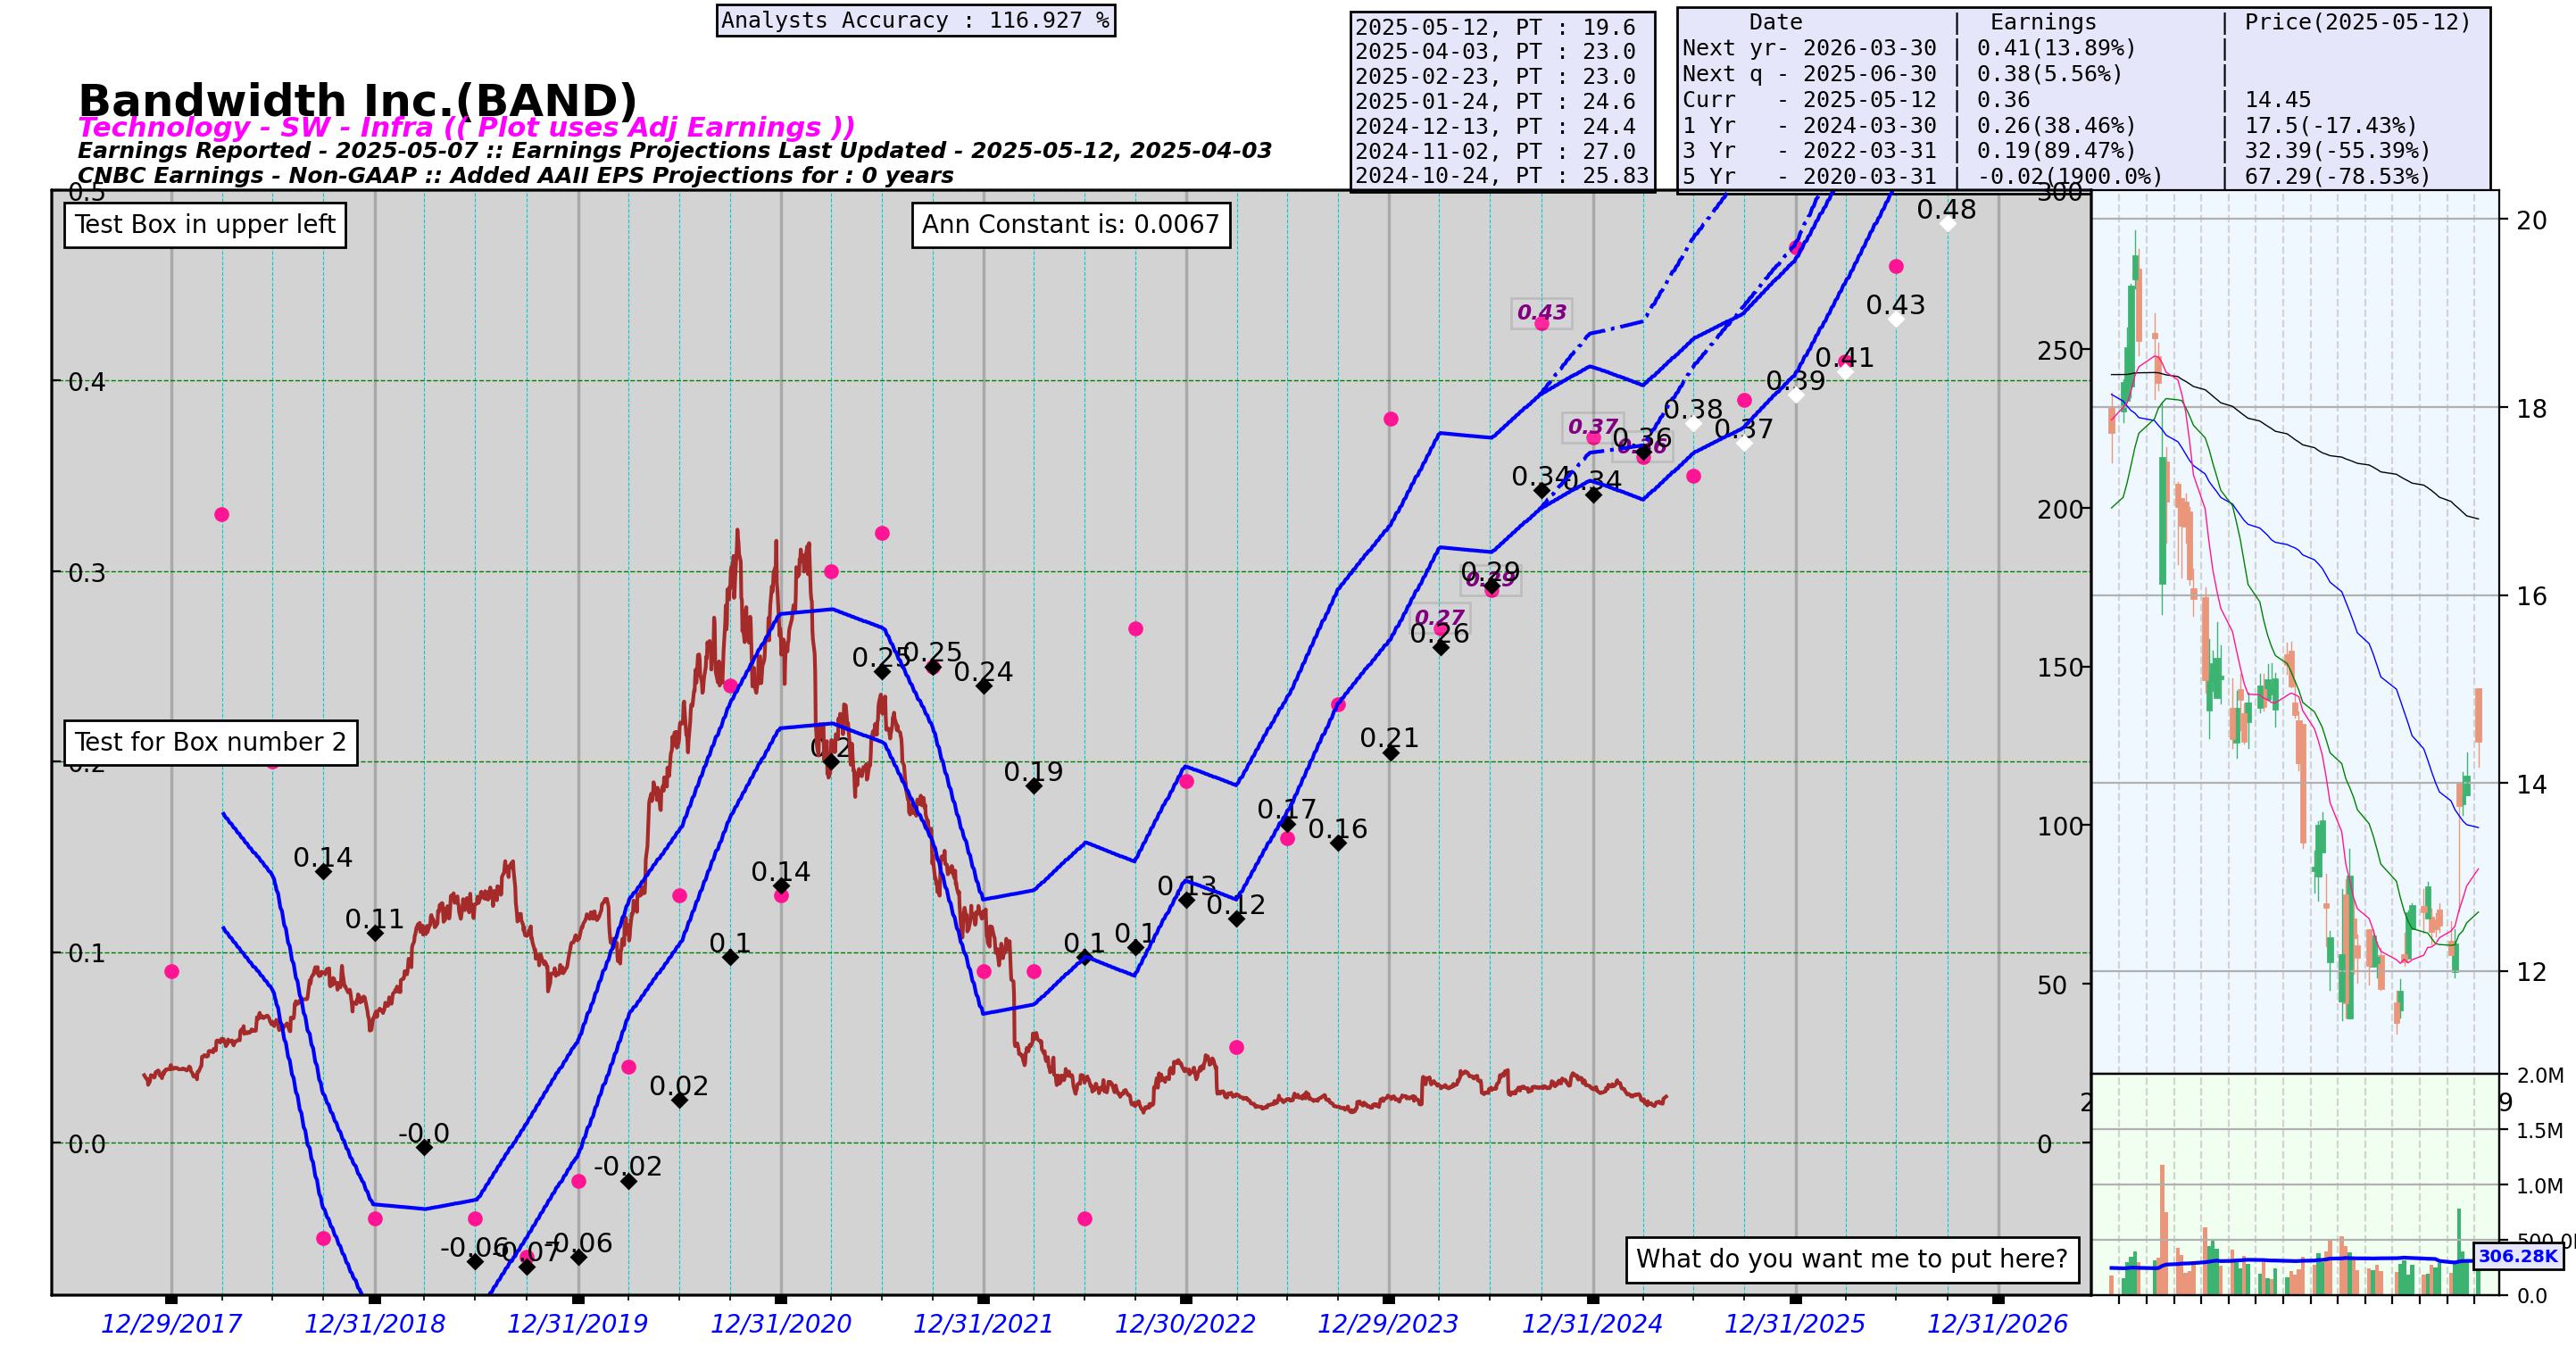 Analysts Accuracy : 116.927 %
2025-05-12, PT : 19.6
2025-04-03, PT : 23.0
2025-02-23, PT : 23.0
2025-01-24, PT : 24.6
2024-12-13, PT : 24.4
2024-11-02, PT : 27.0
2024-10-24, PT : 25.83
Date | Earnings | Price(2025-05-12)
Next yr- 2026-03-30 | 0.41(13.89%) |
Next q - 2025-06-30 | 0.38(5.56%) |
Curr - 2025-05-12 | 0.36 | 14.45
1 Yr - 2024-03-30 | 0.26(38.46%) | 17.5(-17.43%)
3 Yr - 2022-03-31 | 0.19(89.47%) | 32.39(-55.39%)
5 Yr - 2020-03-31 | -0.02(1900.0%) | 67.29(-78.53%)
Bandwidth Inc.(BAND)
Technology - SW - Infra (( Plot uses Adj Earnings ))
Earnings Reported - 2025-05-07 :: Earnings Projections Last Updated - 2025-05-12, 2025-04-03
CNBC Earnings - Non-GAAP :: Added AAII EPS Projections for : 0 years
Test Box in upper left
Ann Constant is: 0.0067
Test for Box number 2
What do you want me to put here?
0.5
0.4
0.3
0.2
0.1
0.0
300
250
200
150
100
50
0
0.14
0.11
-0.0
-0.06
-0.07
-0.06
-0.02
0.02
0.1
0.14
0.2
0.25
0.25
0.24
0.19
0.1
0.1
0.13
0.12
0.17
0.16
0.21
0.27
0.26
0.29
0.29
0.43
0.34
0.37
0.34
0.36
0.36
0.38
0.37
0.39
0.41
0.43
0.48
20
18
16
14
12
2
9
2.0M
1.5M
1.0M
500.0
306.28K
0.0
12/29/2017
12/31/2018
12/31/2019
12/31/2020
12/31/2021
12/30/2022
12/29/2023
12/31/2024
12/31/2025
12/31/2026